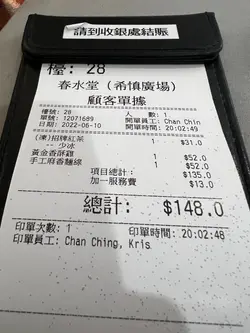 請到收銀處結賬
檯: 28
春水堂 (希慎廣場)
顧客單據
檯號: 28 人 數: 1
單號: 12071689 開單員工: Chan Chin
日期: 2022-06-10 開單時間: 20:02:49
(凍)招牌紅茶 1 $31.0
-- 少冰
黃金香酥雞 1 $52.0
手工麻香麵線 1 $52.0
項目總計: $135.0
加一服務費 $13.0
總計: $148.0
印單次數: 1 印單時間: 20:02:48
印單員工: Chan Ching, Kris